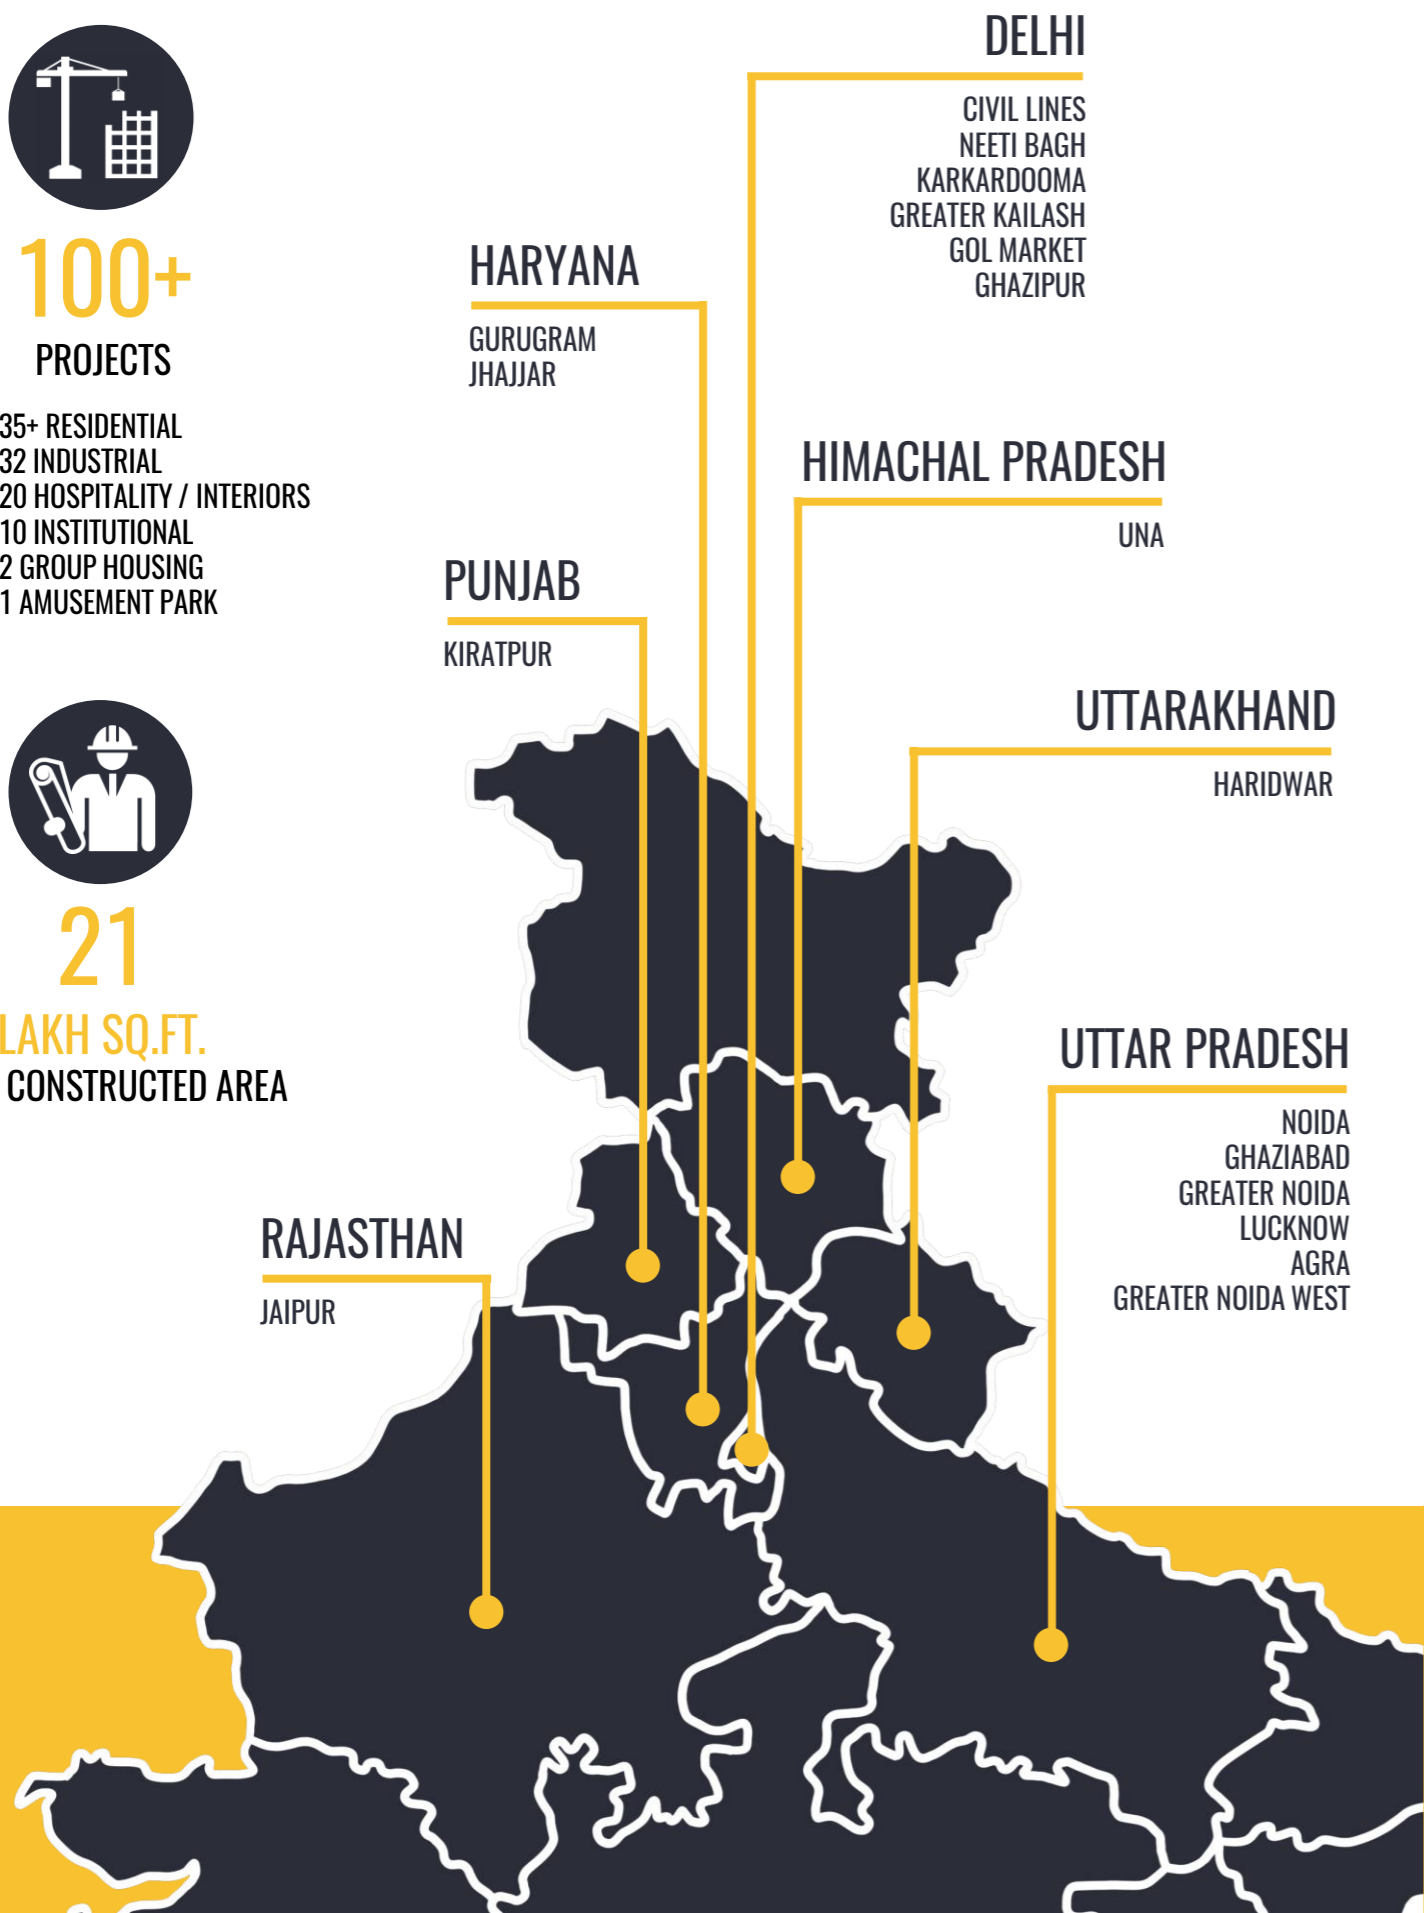 100+
PROJECTS
35+ RESIDENTIAL
32 INDUSTRIAL
20 HOSPITALITY / INTERIORS
10 INSTITUTIONAL
2 GROUP HOUSING
1 AMUSEMENT PARK
21
LAKH SQ.FT.
CONSTRUCTED AREA
DELHI
CIVIL LINES
NEETI BAGH
KARKARDOOMA
GREATER KAILASH
GOL MARKET
GHAZIPUR
HARYANA
GURUGRAM
JHAJJAR
HIMACHAL PRADESH
UNA
PUNJAB
KIRATPUR
UTTARAKHAND
HARIDWAR
UTTAR PRADESH
NOIDA
GHAZIABAD
GREATER NOIDA
LUCKNOW
AGRA
GREATER NOIDA WEST
RAJASTHAN
JAIPUR